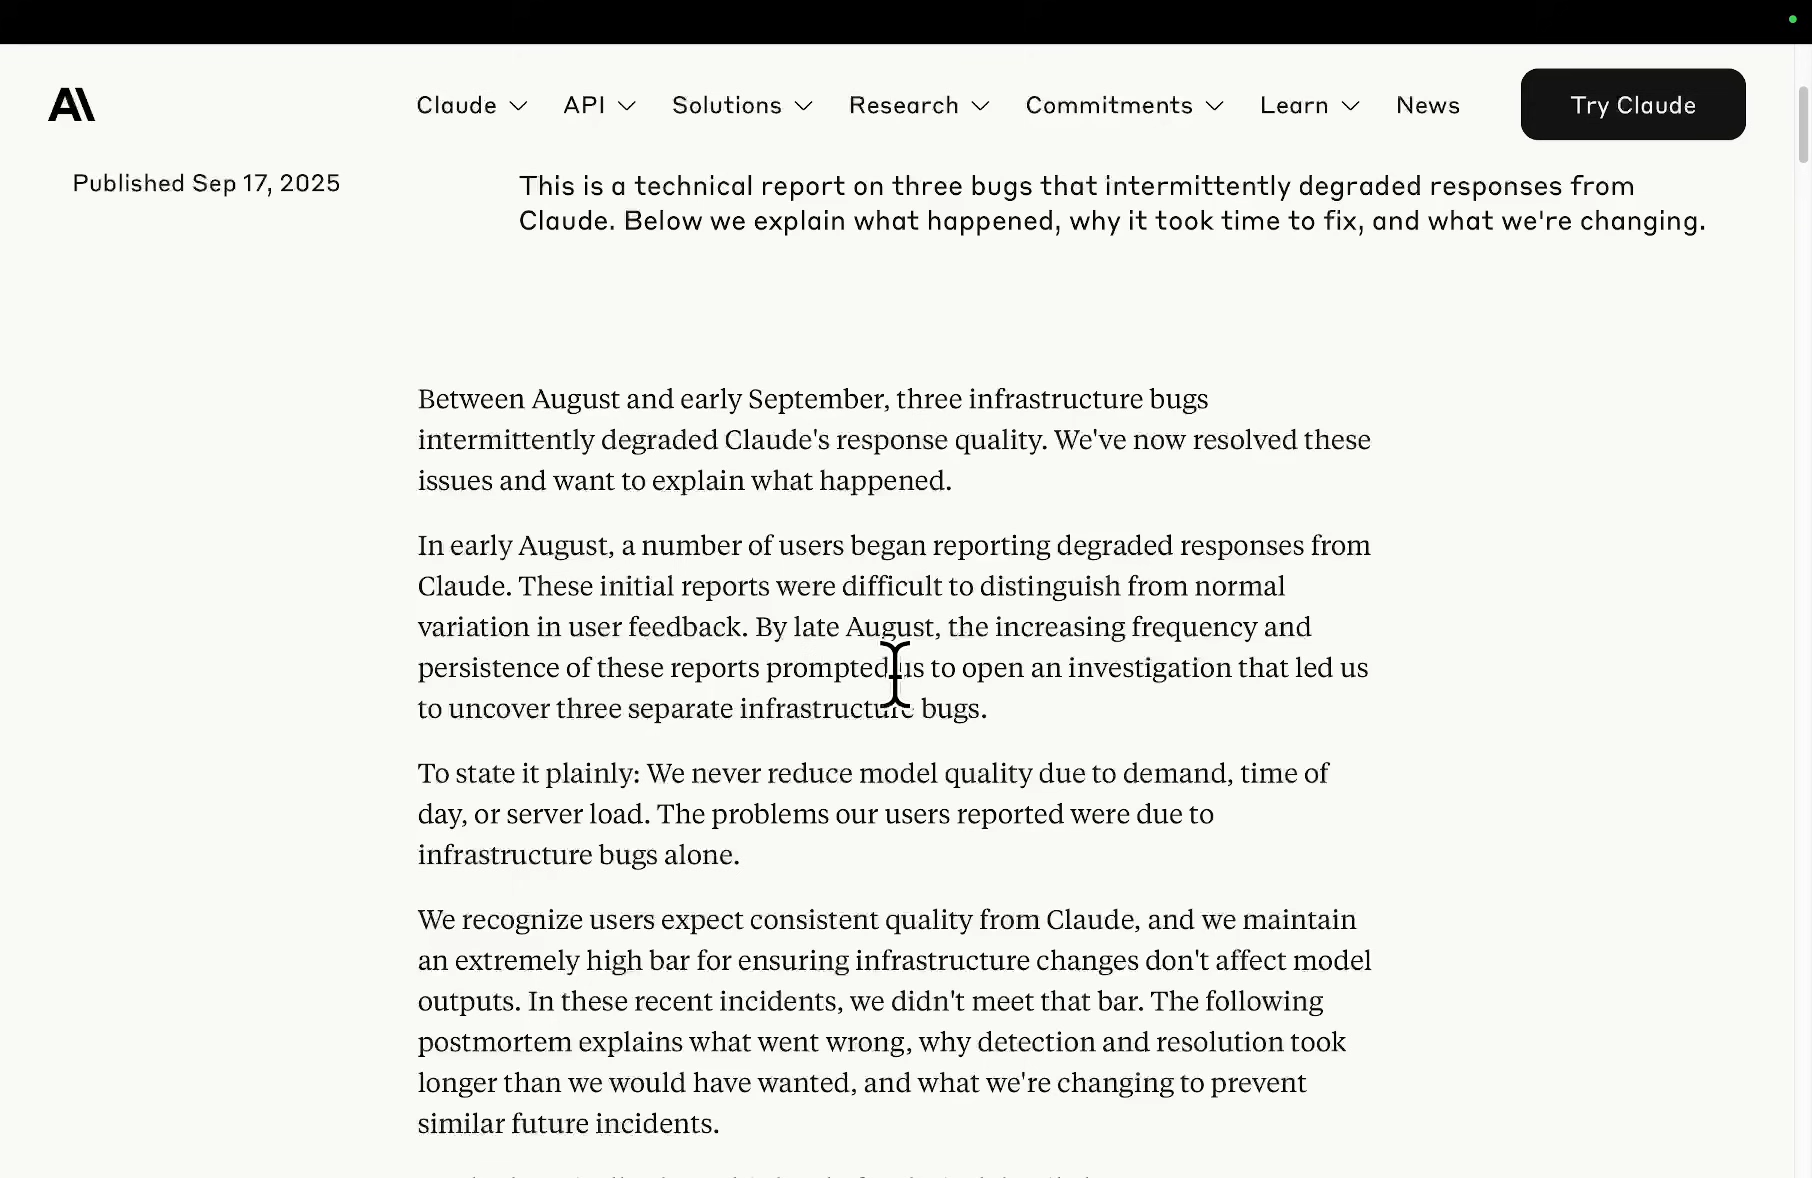 Claude API Solutions Research Commitments Learn News Try Claude
Published Sep 17, 2025
This is a technical report on three bugs that intermittently degraded responses from
Claude. Below we explain what happened, why it took time to fix, and what we're changing.
Between August and early September, three infrastructure bugs
intermittently degraded Claude's response quality. We've now resolved these
issues and want to explain what happened.
In early August, a number of users began reporting degraded responses from
Claude. These initial reports were difficult to distinguish from normal
variation in user feedback. By late August, the increasing frequency and
persistence of these reports prompted us to open an investigation that led us
to uncover three separate infrastructure bugs.
To state it plainly: We never reduce model quality due to demand, time of
day, or server load. The problems our users reported were due to
infrastructure bugs alone.
We recognize users expect consistent quality from Claude, and we maintain
an extremely high bar for ensuring infrastructure changes don't affect model
outputs. In these recent incidents, we didn't meet that bar. The following
postmortem explains what went wrong, why detection and resolution took
longer than we would have wanted, and what we're changing to prevent
similar future incidents.